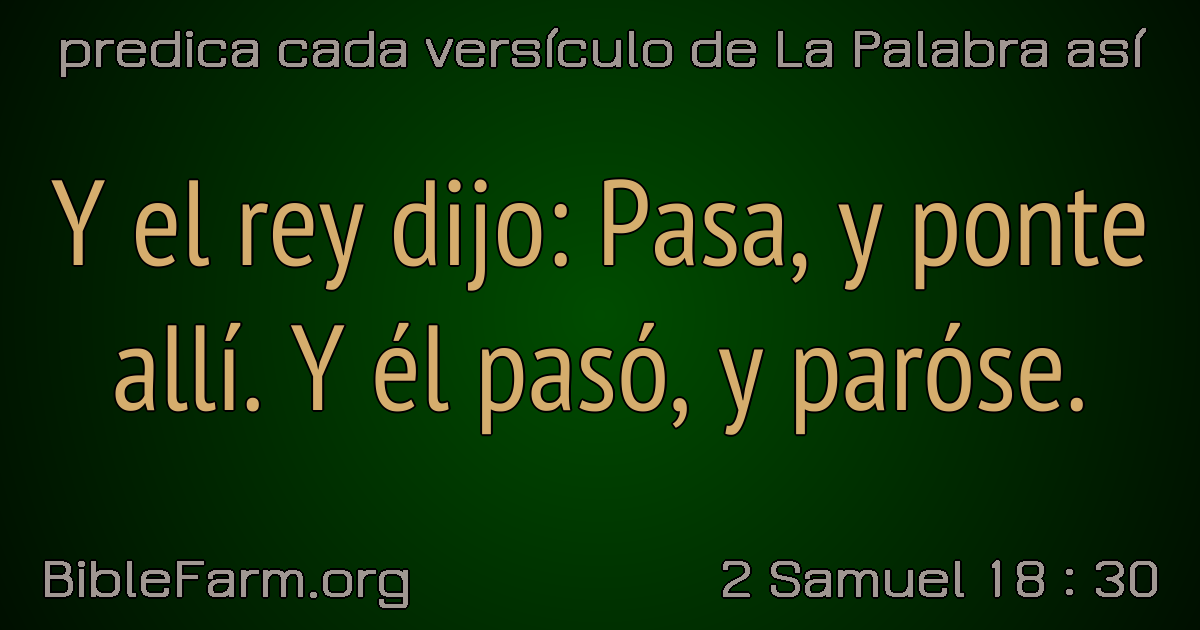 predica cada versículo de La Palabra así
Y el rey dijo: Pasa, y ponte
allí. Y él pasó, y paróse.
BibleFarm.org
2 Samuel 18 : 30